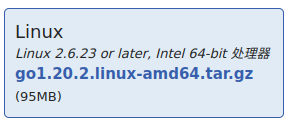 Linux
Linux 2.6.23 or later, Intel 64-bit 处理器
go1.20.2.linux-amd64.tar.gz
(95MB)